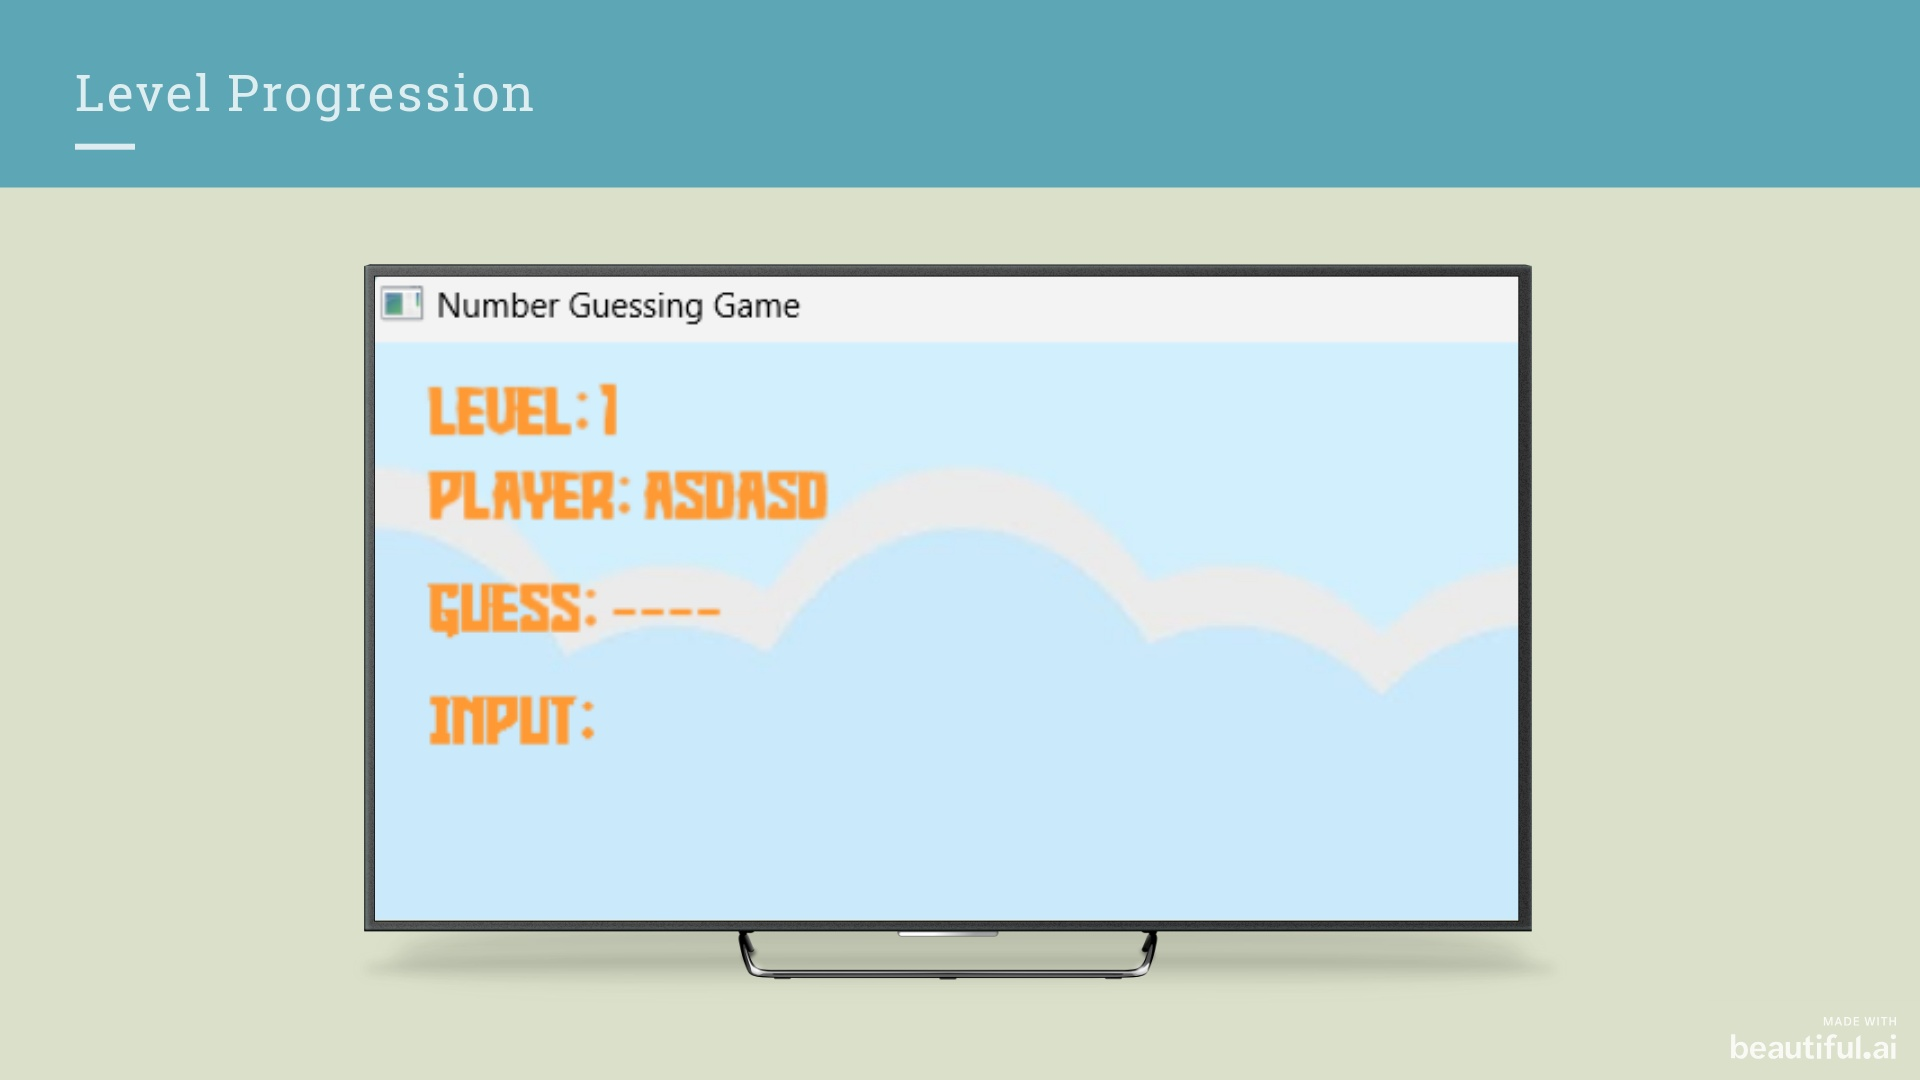 Level Progression
Number Guessing Game
LEVEL: 1
PLAYER: ASDASD
GUESS: ----
INPUT:
MADE WITH
beautiful.ai